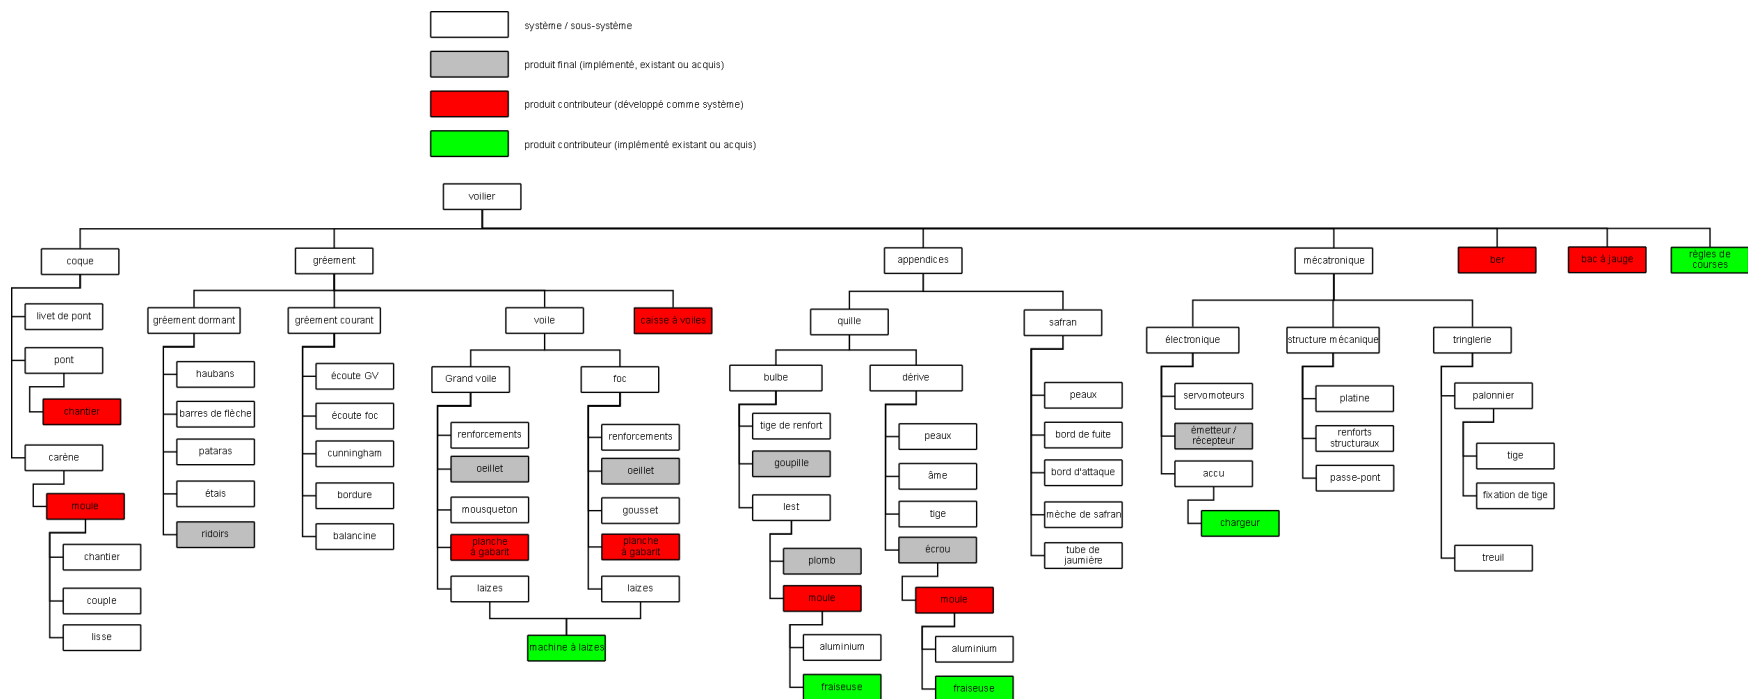 système / sous-système
produit final (implémenté, existant ou acquis)
produit contributeur (développé comme système)
produit contributeur (implémenté existant ou acquis)
voilier
coque
gréement
appendices
mécatronique
ber
bac à jauge
règles de
courses
livet de pont
pont
chantier
carène
moule
chantier
couple
lisse
gréement dormant
haubans
barres de flèche
pataras
étais
ridoirs
gréement courant
écoute GV
écoute foc
cunningham
bordure
balancine
voile
Grand voile
renforcements
oeillet
mousqueton
planche
à gabarit
laizes
foc
renforcements
oeillet
gousset
planche
à gabarit
laizes
machine à laizes
caisse à voiles
quille
bulbe
tige de renfort
goupille
lest
plomb
moule
aluminium
fraiseuse
dérive
peaux
âme
tige
écrou
moule
aluminium
fraiseuse
safran
peaux
bord de fuite
bord d'attaque
mèche de safran
tube de
jaumière
électronique
servomoteurs
émetteur /
récepteur
accu
chargeur
structure mécanique
platine
renforts
structuraux
passe-pont
tringlerie
palonnier
tige
fixation de tige
treuil